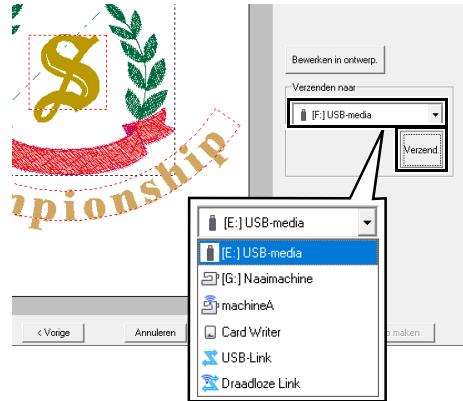 S
mpionship
Bewerken in ontwerp.
Verzenden naar
[F:] USB-media
Verzend.
[E:] USB-media
[E:] USB-media
[G:] Naaimachine
machineA
Card Writer
USB-Link
Draadloze Link
< Vorige
Annuleren
maken